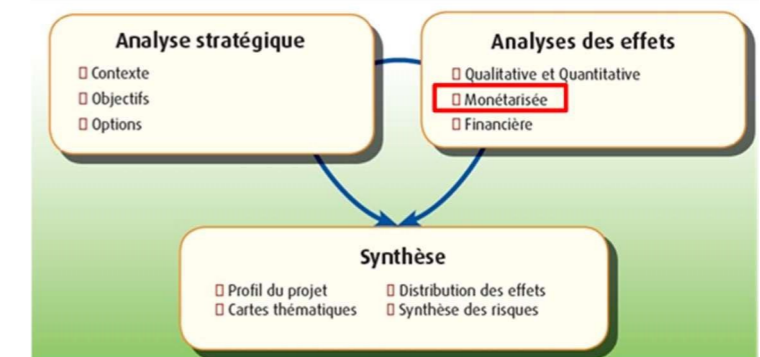 Analyse stratégique
Contexte
Objectifs
Options
Analyses des effets
Qualitative et Quantitative
Monétarisée
Financière
Synthèse
Profil du projet
Cartes thématiques
Distribution des effets
Synthèse des risques